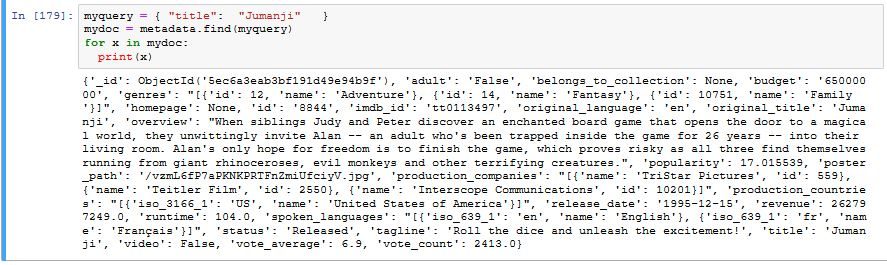 In [179]: myquery = { "title":  "Jumanji"   }
mydoc = metadata.find(myquery)
for x in mydoc:
  print(x)
{'_id': ObjectId('5ec6a3eab3bf191d49e94b9f'), 'adult': 'False', 'belongs_to_collection': None, 'budget': '650000
00', 'genres': "[{'id': 12, 'name': 'Adventure'}, {'id': 14, 'name': 'Fantasy'}, {'id': 10751, 'name': 'Family
'}]", 'homepage': None, 'id': '8844', 'imdb_id': 'tt0113497', 'original_language': 'en', 'original_title': 'Juma
nji', 'overview': "When siblings Judy and Peter discover an enchanted board game that opens the door to a magica
l world, they unwittingly invite Alan -- an adult who's been trapped inside the game for 26 years -- into their
living room. Alan's only hope for freedom is to finish the game, which proves risky as all three find themselves
running from giant rhinoceroses, evil monkeys and other terrifying creatures.", 'popularity': 17.015539, 'poster
_path': '/vzmL6fP7aPKNKPRTFnZmiUfciyV.jpg', 'production_companies': "[{'name': 'TriStar Pictures', 'id': 559},
{'name': 'Teitler Film', 'id': 2550}, {'name': 'Interscope Communications', 'id': 10201}]", 'production_countrie
s': "[{'iso_3166_1': 'US', 'name': 'United States of America'}]", 'release_date': '1995-12-15', 'revenue': 26279
7249.0, 'runtime': 104.0, 'spoken_languages': "[{'iso_639_1': 'en', 'name': 'English'}, {'iso_639_1': 'fr', 'nam
e': 'Français'}]", 'status': 'Released', 'tagline': 'Roll the dice and unleash the excitement!', 'title': 'Juman
ji', 'video': False, 'vote_average': 6.9, 'vote_count': 2413.0}